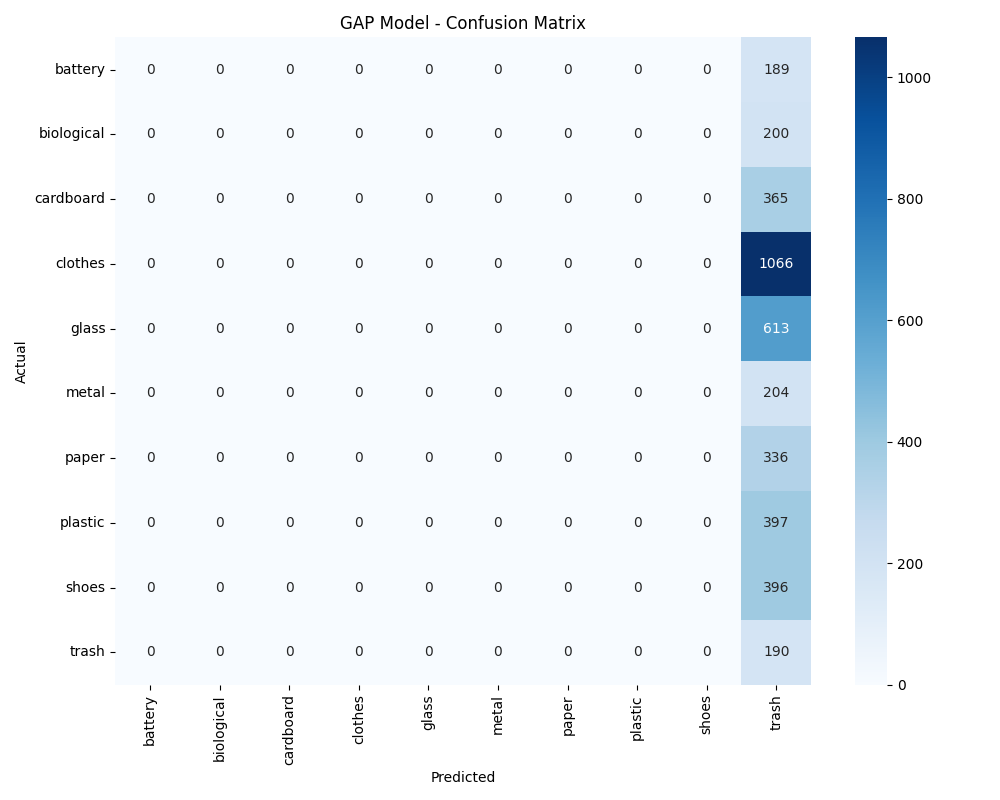 GAP Model - Confusion Matrix
battery 0 0 0 0 0 0 0 0 0 189
biological 0 0 0 0 0 0 0 0 0 200
cardboard 0 0 0 0 0 0 0 0 0 365
clothes 0 0 0 0 0 0 0 0 0 1066
glass 0 0 0 0 0 0 0 0 0 613
metal 0 0 0 0 0 0 0 0 0 204
paper 0 0 0 0 0 0 0 0 0 336
plastic 0 0 0 0 0 0 0 0 0 397
shoes 0 0 0 0 0 0 0 0 0 396
trash 0 0 0 0 0 0 0 0 0 190
Actual
battery biological cardboard clothes glass metal paper plastic shoes trash
Predicted
1000
800
600
400
200
0